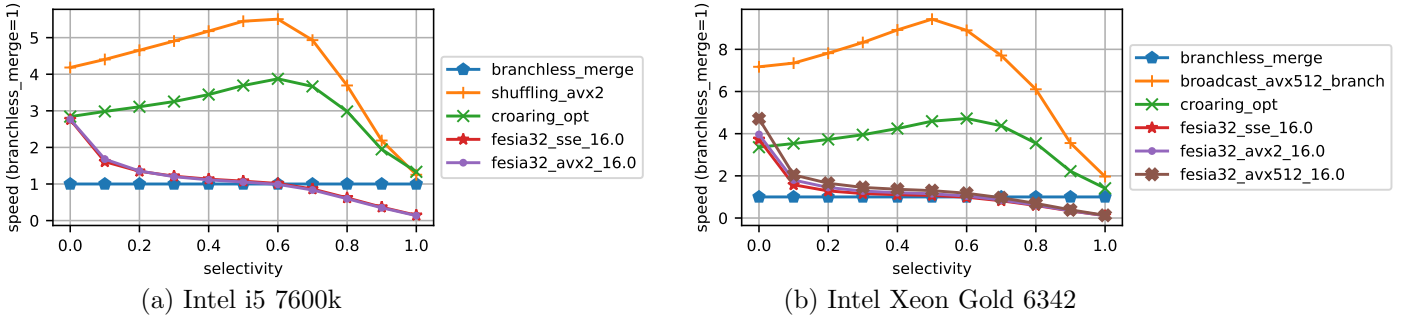 speed (branchless_merge=1)
5
4
3
2
1
0
0.0 0.2 0.4 0.6 0.8 1.0
selectivity
branchless_merge
shuffling_avx2
croaring_opt
fesia32_sse_16.0
fesia32_avx2_16.0
(a) Intel i5 7600k
speed (branchless_merge=1)
8
6
4
2
0
0.0 0.2 0.4 0.6 0.8 1.0
selectivity
branchless_merge
broadcast_avx512_branch
croaring_opt
fesia32_sse_16.0
fesia32_avx2_16.0
fesia32_avx512_16.0
(b) Intel Xeon Gold 6342